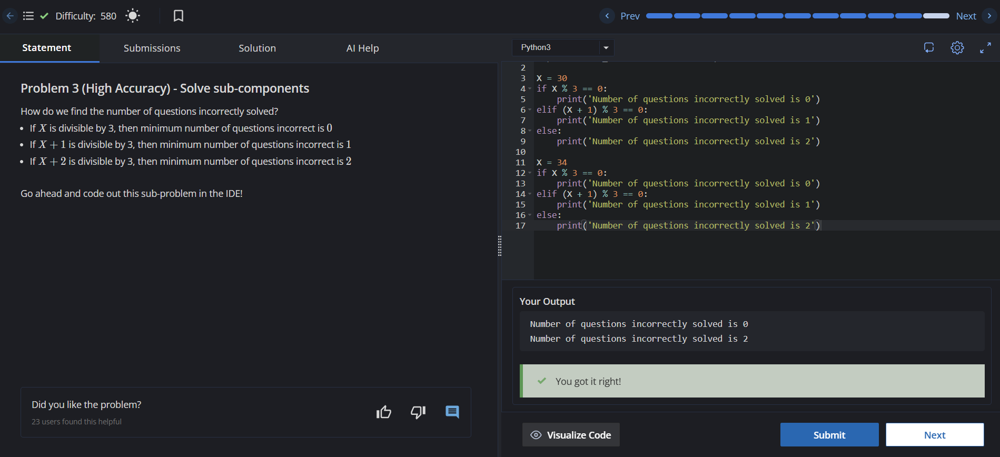 Difficulty: 580
Prev
Next
Statement
Submissions
Solution
AI Help
Python3
Problem 3 (High Accuracy) - Solve sub-components
How do we find the number of questions incorrectly solved?
• If X is divisible by 3, then minimum number of questions incorrect is 0
• If X + 1 is divisible by 3, then minimum number of questions incorrect is 1
• If X + 2 is divisible by 3, then minimum number of questions incorrect is 2
Go ahead and code out this sub-problem in the IDE!
Did you like the problem?
23 users found this helpful
2
3 X = 30
4 if X % 3 == 0:
5     print('Number of questions incorrectly solved is 0')
6 elif (X + 1) % 3 == 0:
7     print('Number of questions incorrectly solved is 1')
8 else:
9     print('Number of questions incorrectly solved is 2')
10
11 X = 34
12 if X % 3 == 0:
13     print('Number of questions incorrectly solved is 0')
14 elif (X + 1) % 3 == 0:
15     print('Number of questions incorrectly solved is 1')
16 else:
17     print('Number of questions incorrectly solved is 2')
Your Output
Number of questions incorrectly solved is 0
Number of questions incorrectly solved is 2
You got it right!
Visualize Code
Submit
Next